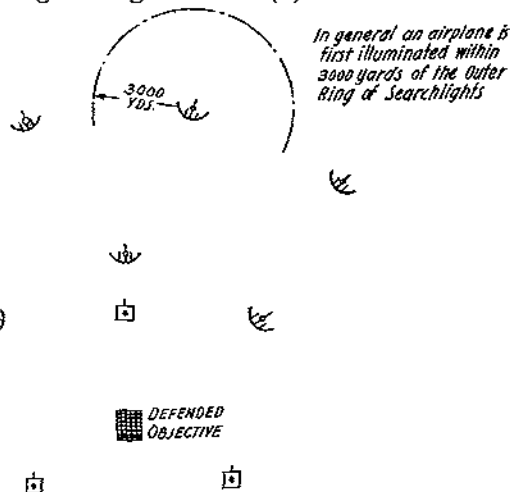 In general an airplane is
first illuminated within
3000 yards of the Outer
Ring of Searchlights
3000
YDS.
DEFENDED
OBJECTIVE